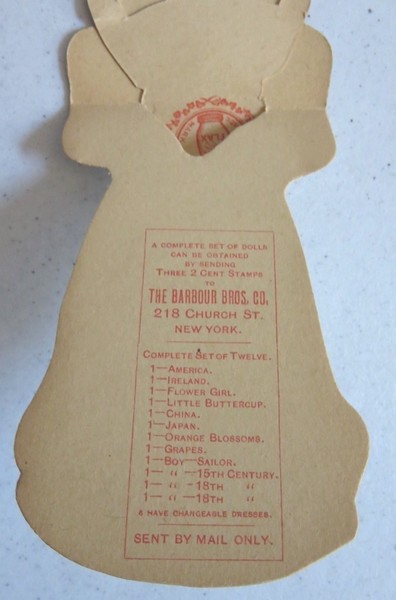 FLAX
A COMPLETE SET OF DOLLS
CAN BE OBTAINED
BY SENDING
THREE 2 CENT STAMPS
TO
THE BARBOUR BROS. CO.
218 CHURCH ST.
NEW YORK.
COMPLETE SET OF TWELVE.
1—AMERICA.
1—IRELAND.
1—FLOWER GIRL.
1—LITTLE BUTTERCUP.
1—CHINA.
1—JAPAN.
1—ORANGE BLOSSOMS.
1—GRAPES.
1—BOY—SAILOR.
1— " —15TH CENTURY.
1— " —18TH "
1— " —18TH "
4 HAVE CHANGEABLE DRESSES.
SENT BY MAIL ONLY.